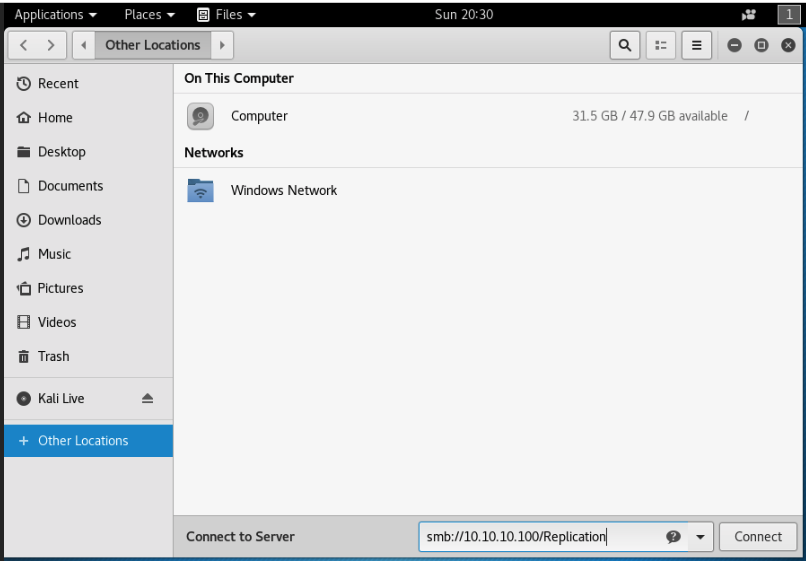 Applications Places Files Sun 20:30 1
Other Locations
Recent
Home
Desktop
Documents
Downloads
Music
Pictures
Videos
Trash
Kali Live
+ Other Locations
On This Computer
Computer 31.5 GB / 47.9 GB available /
Networks
Windows Network
Connect to Server smb://10.10.10.100/Replication ? Connect